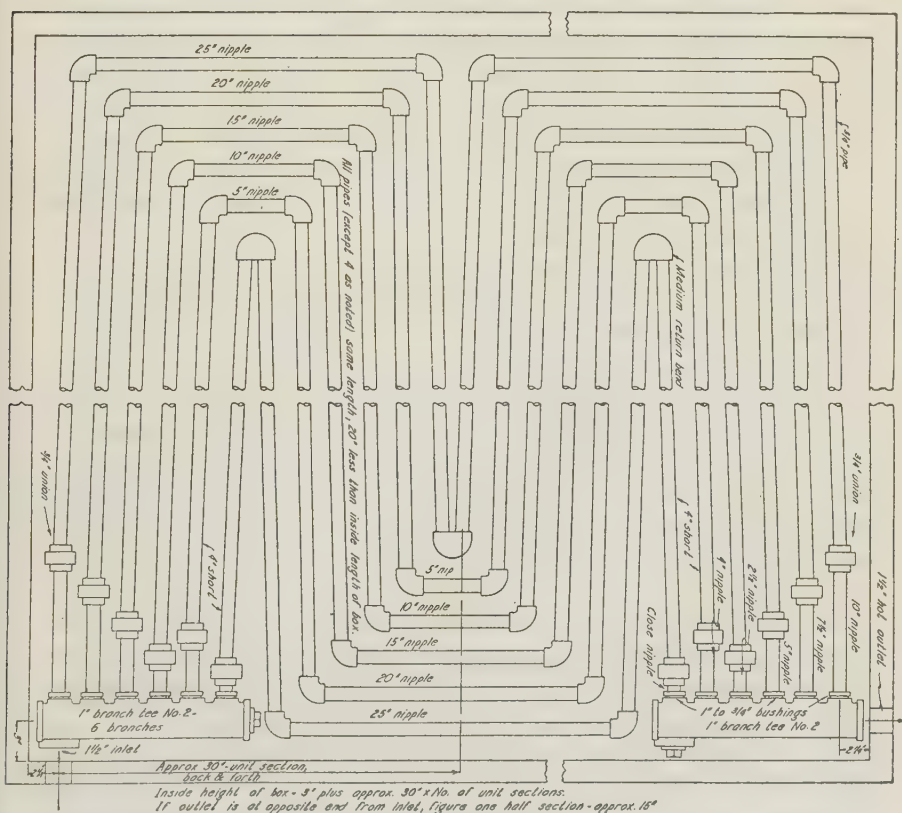 25" nipple
20" nipple
15" nipple
10" nipple
5" nipple
3/4" pipe
All pipes (except 4 as noted) same length, 20" less than inside length of box.
Medium return bend
3/4" union
4" short
5" nip
10" nipple
15" nipple
20" nipple
25" nipple
4" short
4" nipple
2 1/2" nipple
Close nipple
5" nipple
7 1/2" nipple
10" nipple
3/4" union
1 1/2" hot outlet
1" branch tee No. 2-
6 branches
1 1/2" inlet
1" to 3/4" bushings
1" branch tee No. 2
2 1/4"
Approx 30"-unit section,
back & forth
Inside height of box - 9" plus approx. 30" x No. of unit sections.
If outlet is at opposite end from inlet, figure one half section - approx. 15"